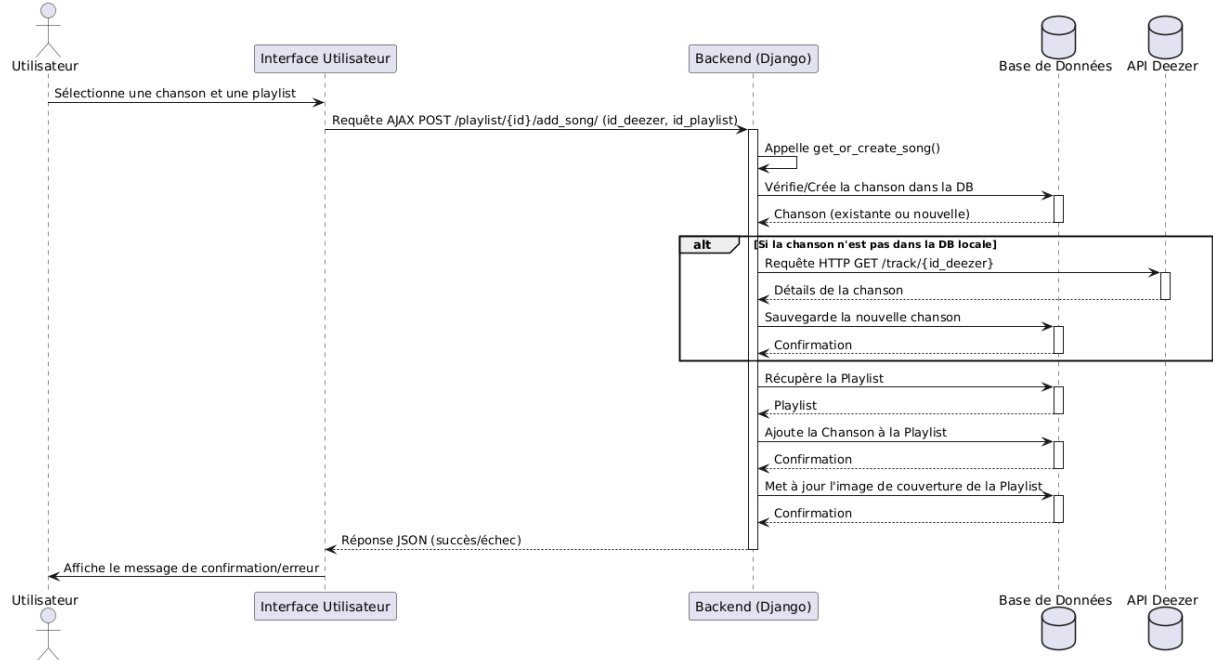 Utilisateur
Interface Utilisateur
Backend (Django)
Base de Données
API Deezer
Sélectionne une chanson et une playlist
Requête AJAX POST /playlist/{id}/add_song/ (id_deezer, id_playlist)
Appelle get_or_create_song()
Vérifie/Crée la chanson dans la DB
Chanson (existante ou nouvelle)
alt
[Si la chanson n'est pas dans la DB locale]
Requête HTTP GET /track/{id_deezer}
Détails de la chanson
Sauvegarde la nouvelle chanson
Confirmation
Récupère la Playlist
Playlist
Ajoute la Chanson à la Playlist
Confirmation
Met à jour l'image de couverture de la Playlist
Confirmation
Réponse JSON (succès/échec)
Affiche le message de confirmation/erreur
Utilisateur
Interface Utilisateur
Backend (Django)
Base de Données
API Deezer